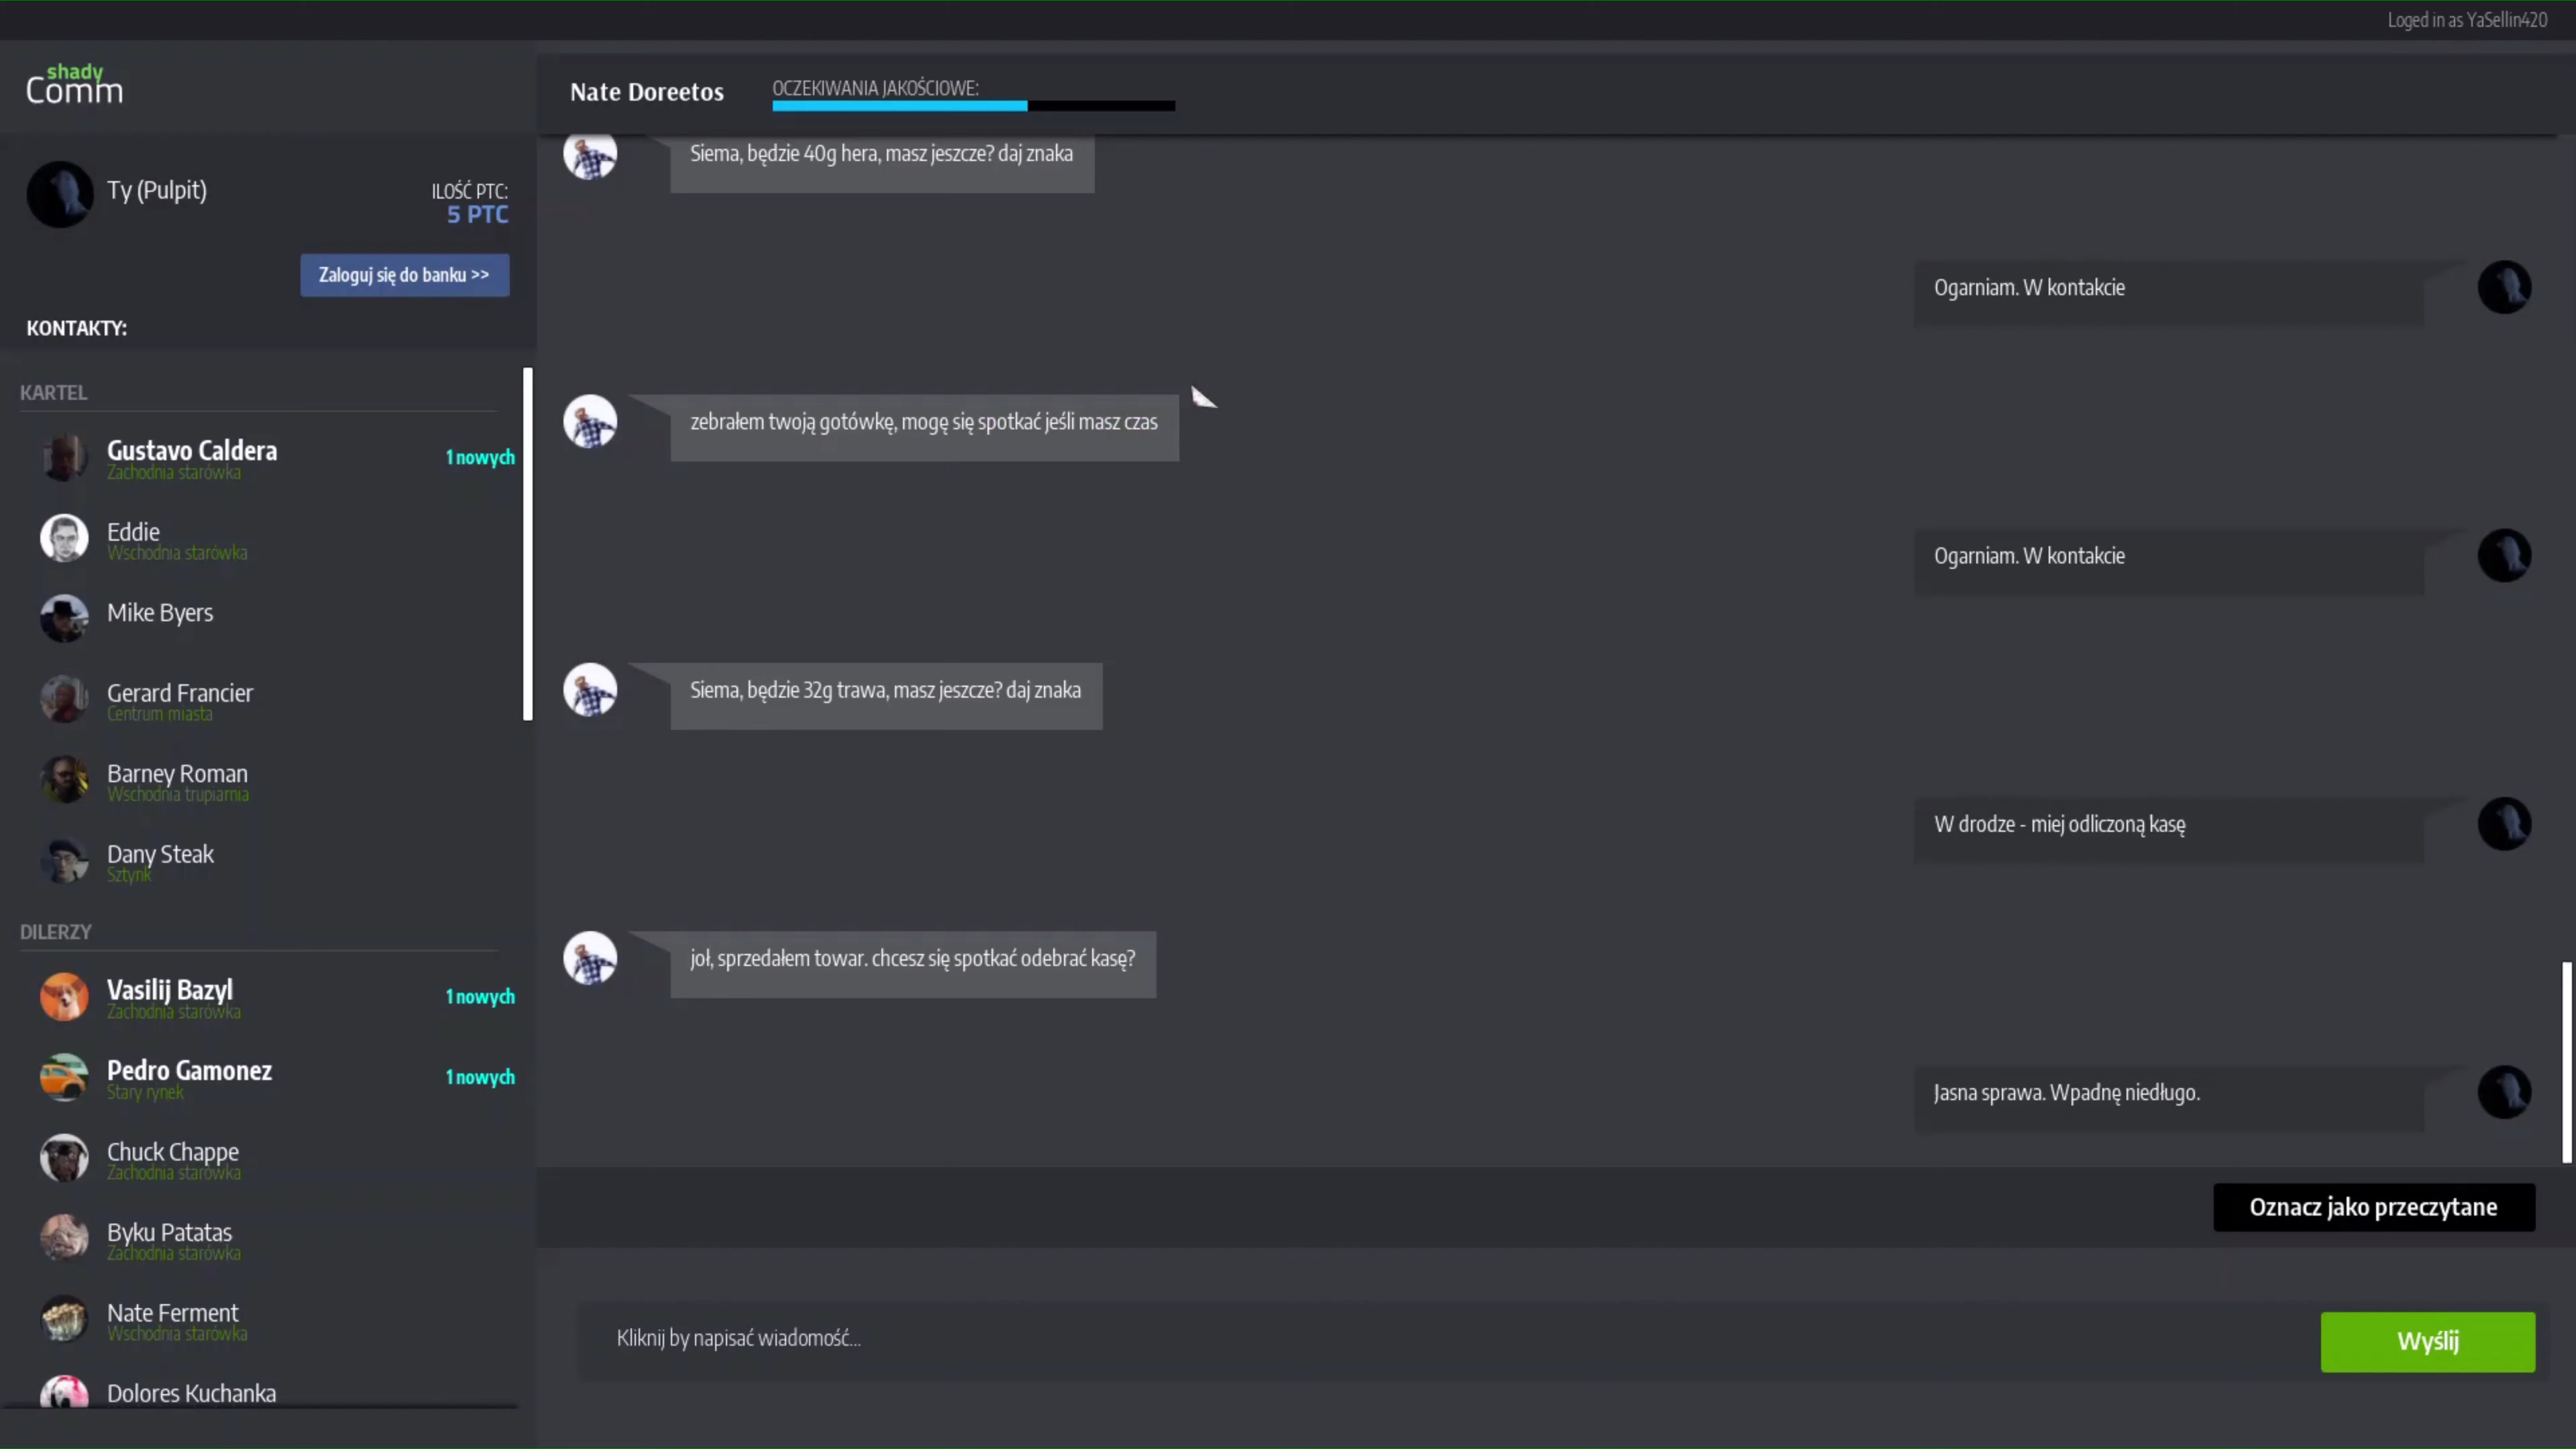 Loged in as YaSellin420
shady
Comm
Nate Doreetos
OCZEKIWANIA JAKOŚCIOWE:
Ty (Pulpit)
ILOŚĆ PTC:
5 PTC
Zaloguj się do banku >>
KONTAKTY:
KARTEL
Gustavo Caldera
Zachodnia starówka
1 nowych
Eddie
Wschodnia starówka
Mike Byers
Gerard Francier
Centrum miasta
Barney Roman
Wschodnia trupiarnia
Dany Steak
Sztynk
DILERZY
Vasilij Bazyl
Zachodnia starówka
1 nowych
Pedro Gamonez
Stary rynek
1 nowych
Chuck Chappe
Zachodnia starówka
Byku Patatas
Zachodnia starówka
Nate Ferment
Wschodnia starówka
Dolores Kuchanka
Siema, będzie 40g hera, masz jeszcze? daj znaka
Ogarniam. W kontakcie
zebrałem twoją gotówkę, mogę się spotkać jeśli masz czas
Ogarniam. W kontakcie
Siema, będzie 32g trawa, masz jeszcze? daj znaka
W drodze - miej odliczoną kasę
joł, sprzedałem towar. chcesz się spotkać odebrać kasę?
Jasna sprawa. Wpadnę niedługo.
Oznacz jako przeczytane
Kliknij by napisać wiadomość...
Wyślij